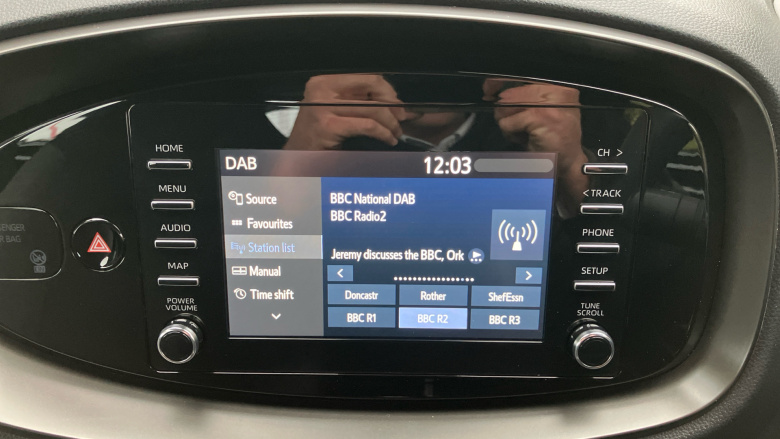 HOME
MENU
AUDIO
MAP
POWER
VOLUME
DAB
12:03
Source
Favourites
Station list
Manual
Time shift
BBC National DAB
BBC Radio2
Jeremy discusses the BBC, Ork
< >
Doncastr Rother ShefEssn
BBC R1 BBC R2 BBC R3
CH >
< TRACK
PHONE
SETUP
TUNE
SCROLL